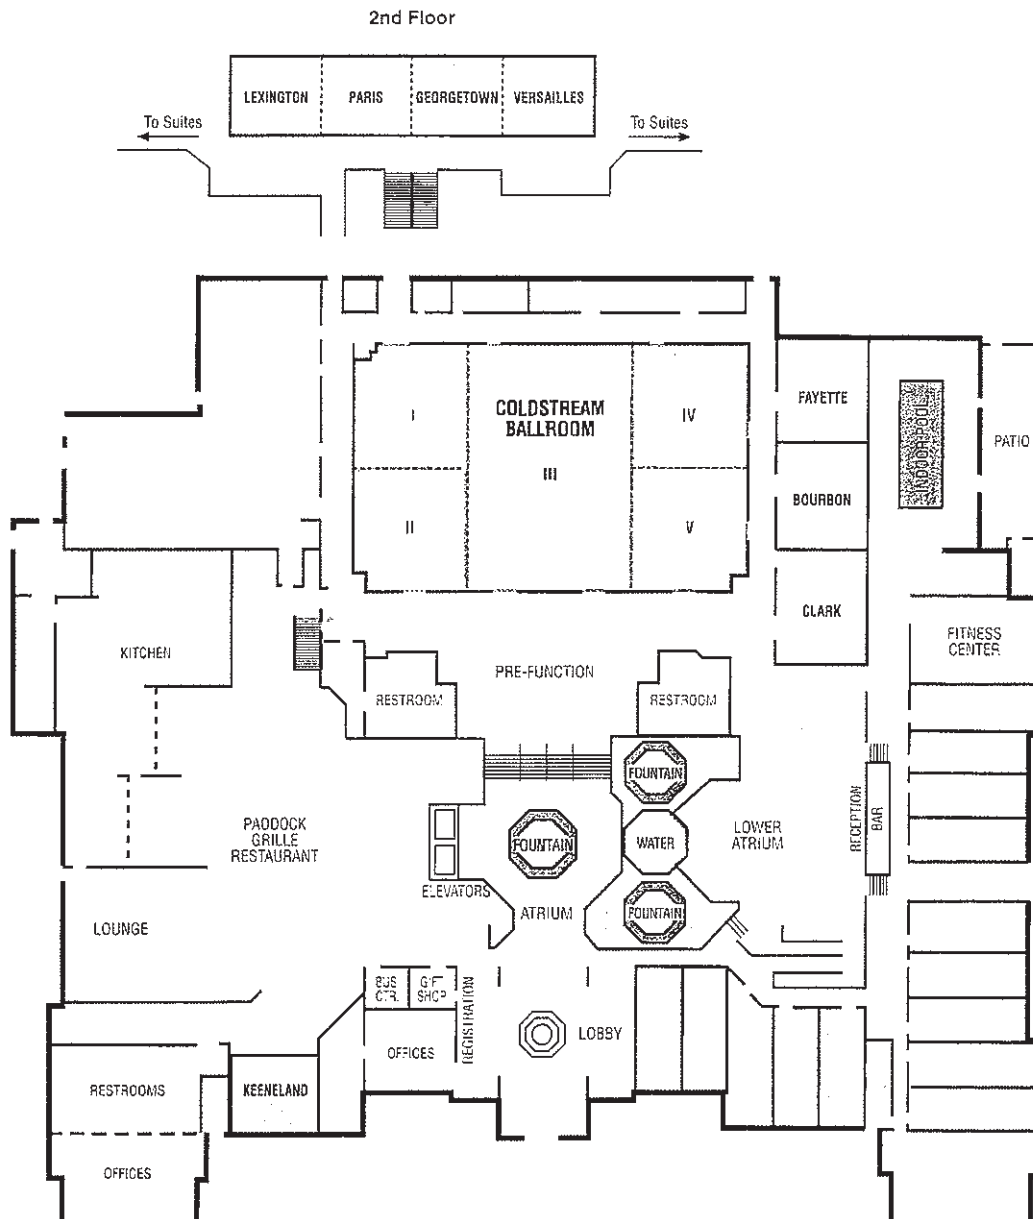 2nd Floor
LEXINGTON
PARIS
GEORGETOWN
VERSAILLES
To Suites
To Suites
COLDSTREAM
BALLROOM
I
II
III
IV
V
FAYETTE
BOURBON
CLARK
INDOOR POOL
PATIO
FITNESS
CENTER
KITCHEN
PRE-FUNCTION
RESTROOM
RESTROOM
FOUNTAIN
FOUNTAIN
WATER
FOUNTAIN
PADDOCK
GRILLE
RESTAURANT
ELEVATORS
ATRIUM
LOWER
ATRIUM
RECEPTION
BAR
LOUNGE
BUS
CTR.
GIFT
SHOP
REGISTRATION
LOBBY
OFFICES
RESTROOMS
KEENELAND
OFFICES